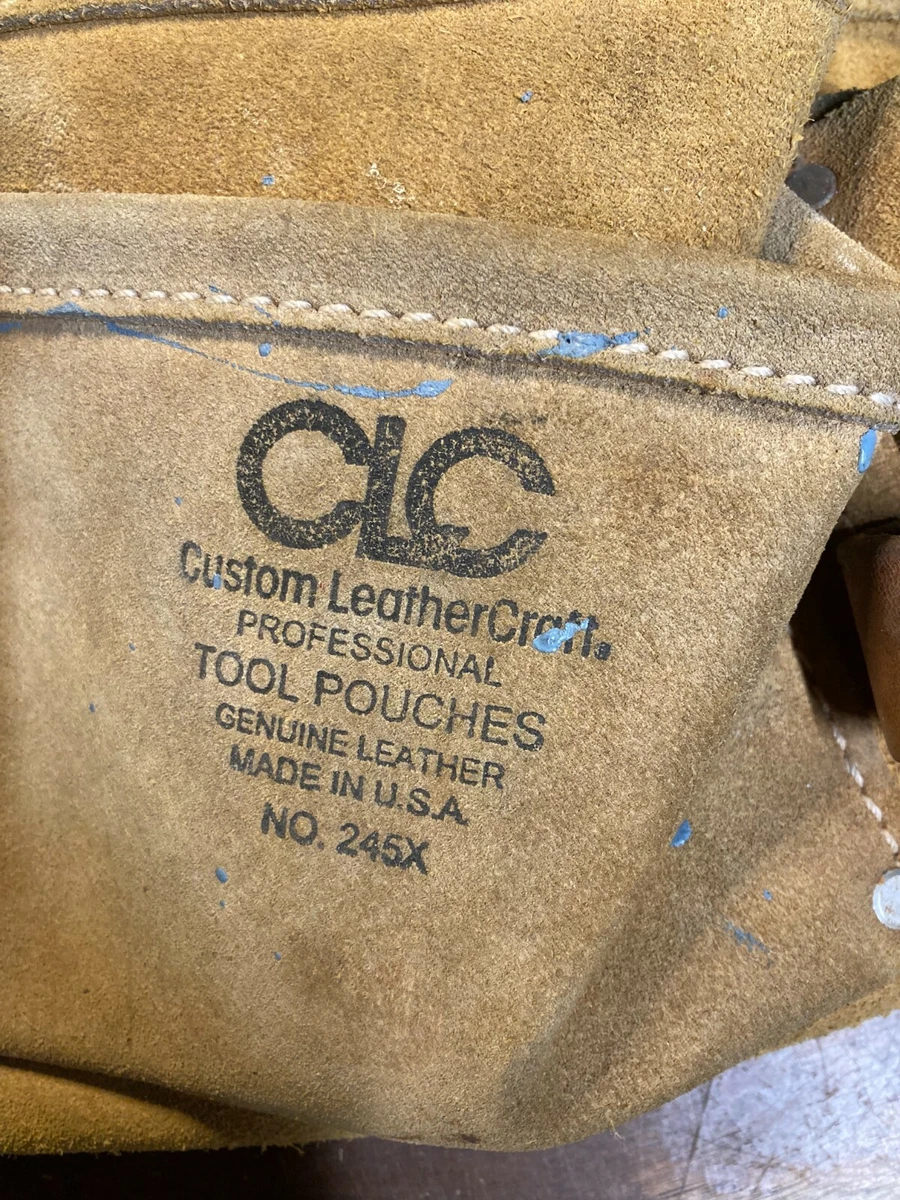 CLC
Custom LeatherCraft.
PROFESSIONAL
TOOL POUCHES
GENUINE LEATHER
MADE IN U.S.A.
NO. 245X